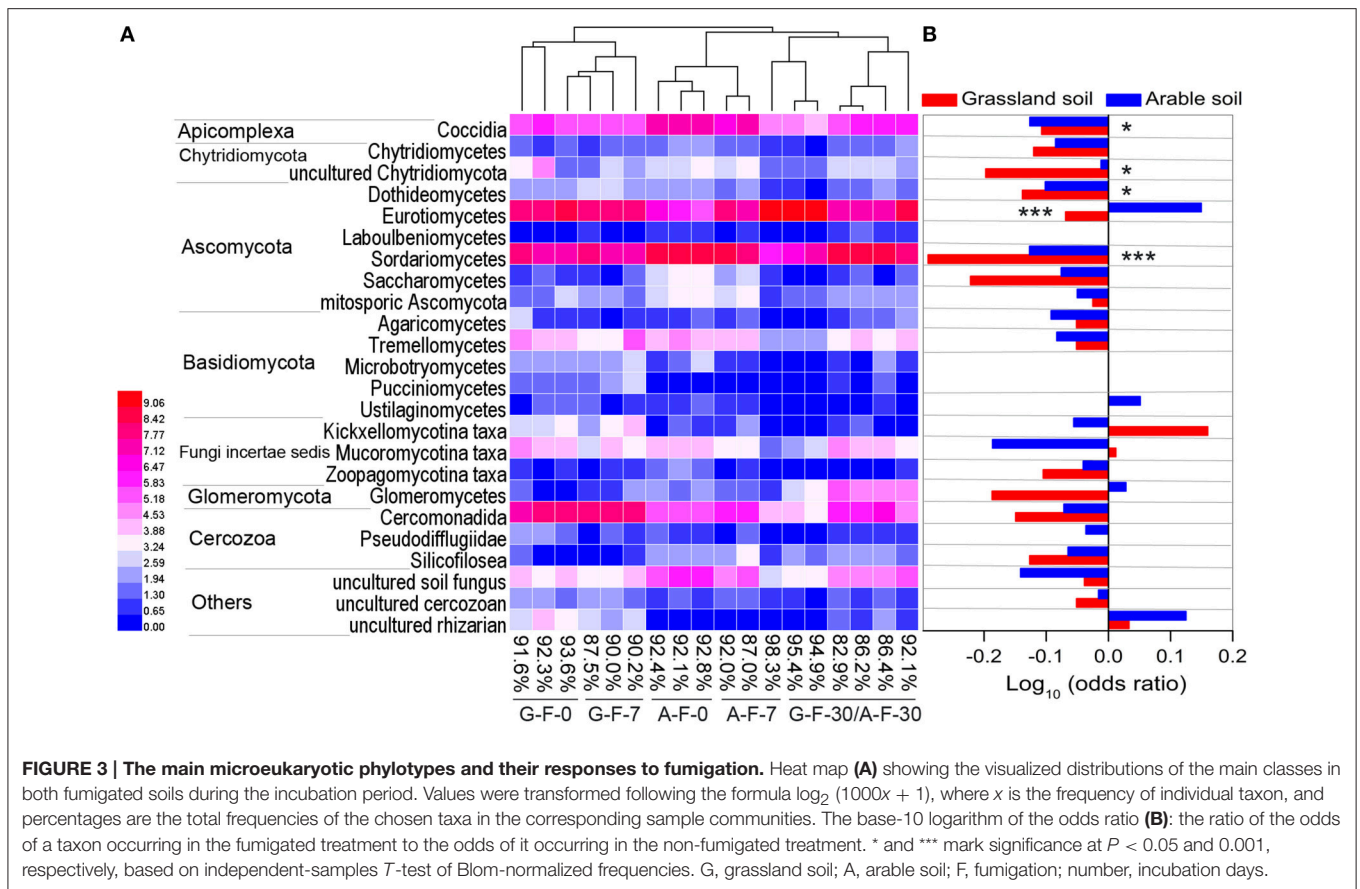 A
B
Grassland soil
Arable soil
Apicomplexa
Coccidia
*
Chytridiomycota
Chytridiomycetes
uncultured Chytridiomycota
*
Ascomycota
Dothideomycetes
*
Eurotiomycetes
***
Laboulbeniomycetes
Sordariomycetes
***
Saccharomycetes
mitosporic Ascomycota
Basidiomycota
Agaricomycetes
Tremellomycetes
Microbotryomycetes
Pucciniomycetes
Ustilaginomycetes
Fungi incertae sedis
Kickxellomycotina taxa
Mucoromycotina taxa
Zoopagomycotina taxa
Glomeromycota
Glomeromycetes
Cercozoa
Cercomonadida
Pseudodifflugiidae
Silicofilosea
Others
uncultured soil fungus
uncultured cercozoan
uncultured rhizarian
9.06
8.42
7.77
7.12
6.47
5.83
5.18
4.53
3.88
3.24
2.59
1.94
1.30
0.65
0.00
91.6%
92.3%
93.6%
87.5%
90.0%
90.2%
92.4%
92.1%
92.8%
92.0%
87.0%
98.3%
95.4%
94.9%
82.9%
86.2%
86.4%
92.1%
G-F-0
G-F-7
A-F-0
A-F-7
G-F-30/A-F-30
-0.2 -0.1 0.0 0.1 0.2
Log10 (odds ratio)
FIGURE 3 | The main microeukaryotic phylotypes and their responses to fumigation. Heat map (A) showing the visualized distributions of the main classes in
both fumigated soils during the incubation period. Values were transformed following the formula log2 (1000x + 1), where x is the frequency of individual taxon, and
percentages are the total frequencies of the chosen taxa in the corresponding sample communities. The base-10 logarithm of the odds ratio (B): the ratio of the odds
of a taxon occurring in the fumigated treatment to the odds of it occurring in the non-fumigated treatment. * and *** mark significance at P < 0.05 and 0.001,
respectively, based on independent-samples T-test of Blom-normalized frequencies. G, grassland soil; A, arable soil; F, fumigation; number, incubation days.